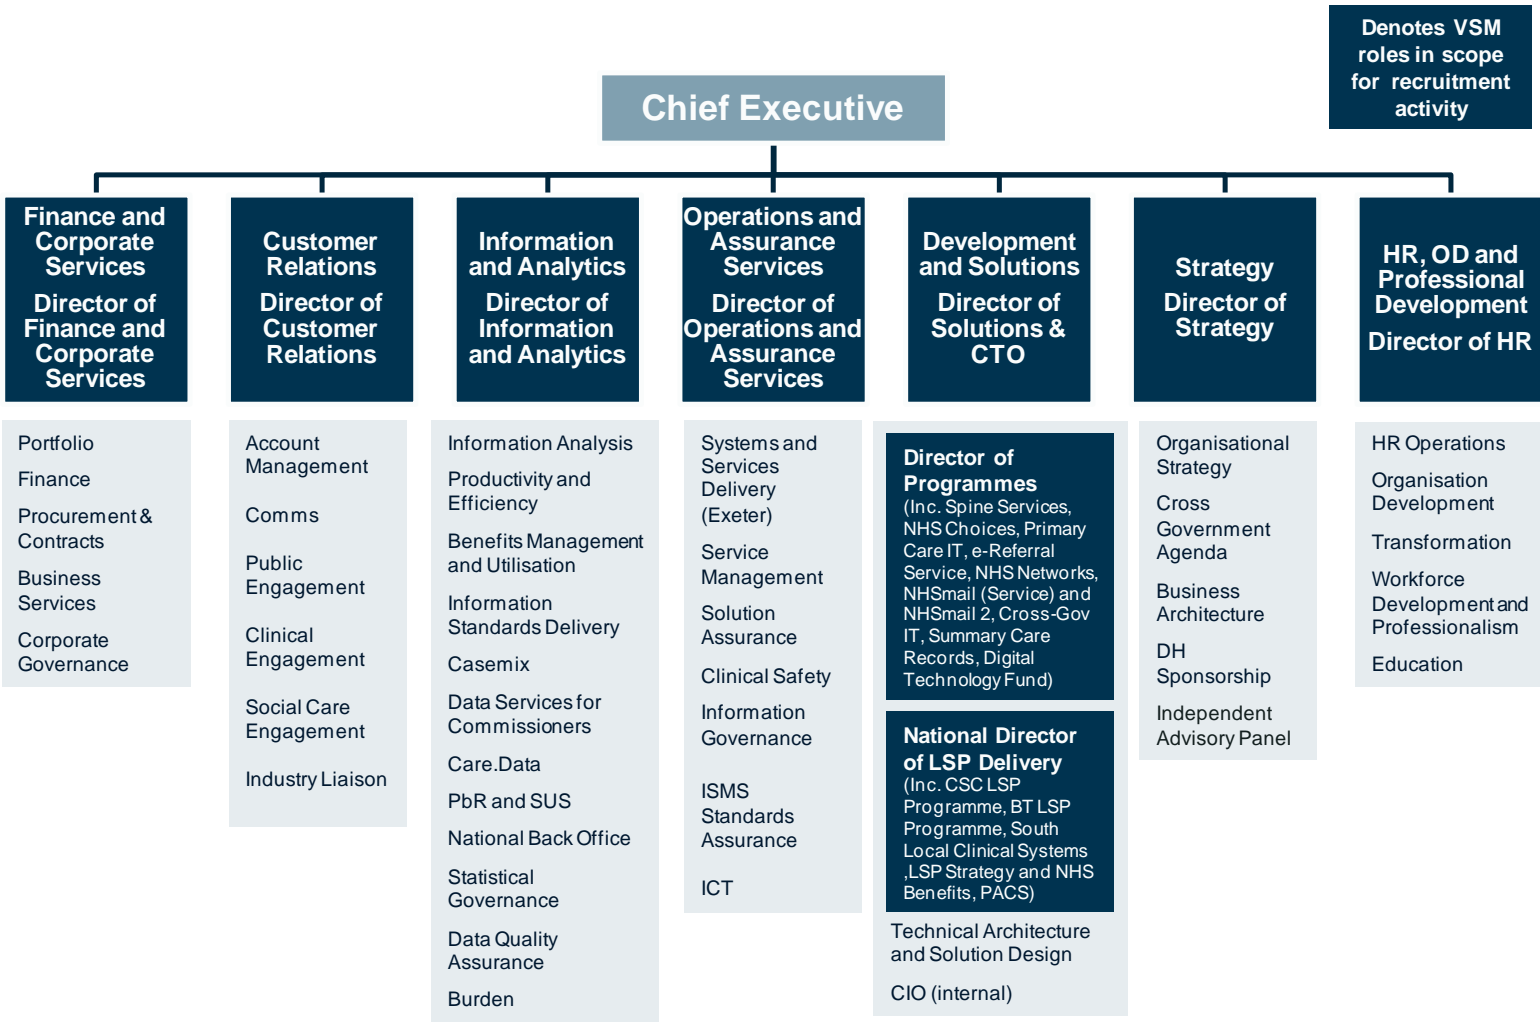 Denotes VSM
roles in scope
for recruitment
activity
Chief Executive
Finance and
Corporate
Services
Director of
Finance and
Corporate
Services
Customer
Relations
Director of
Customer
Relations
Information
and Analytics
Director of
Information
and Analytics
Operations and
Assurance
Services
Director of
Operations and
Assurance
Services
Development
and Solutions
Director of
Solutions &
CTO
Strategy
Director of
Strategy
HR, OD and
Professional
Development
Director of HR
Portfolio
Finance
Procurement &
Contracts
Business
Services
Corporate
Governance
Account
Management
Comms
Public
Engagement
Clinical
Engagement
Social Care
Engagement
Industry Liaison
Information Analysis
Productivity and
Efficiency
Benefits Management
and Utilisation
Information
Standards Delivery
Casemix
Data Services for
Commissioners
Care.Data
PbR and SUS
National Back Office
Statistical
Governance
Data Quality
Assurance
Burden
Systems and
Services
Delivery
(Exeter)
Service
Management
Solution
Assurance
Clinical Safety
Information
Governance
ISMS
Standards
Assurance
ICT
Director of
Programmes
(Inc. Spine Services,
NHS Choices, Primary
Care IT, e-Referral
Service, NHS Networks,
NHSmail (Service) and
NHSmail 2, Cross-Gov
IT, Summary Care
Records, Digital
Technology Fund)
National Director
of LSP Delivery
(Inc. CSC LSP
Programme, BT LSP
Programme, South
Local Clinical Systems
,LSP Strategy and NHS
Benefits, PACS)
Technical Architecture
and Solution Design
CIO (internal)
Organisational
Strategy
Cross
Government
Agenda
Business
Architecture
DH
Sponsorship
Independent
Advisory Panel
HR Operations
Organisation
Development
Transformation
Workforce
Development and
Professionalism
Education